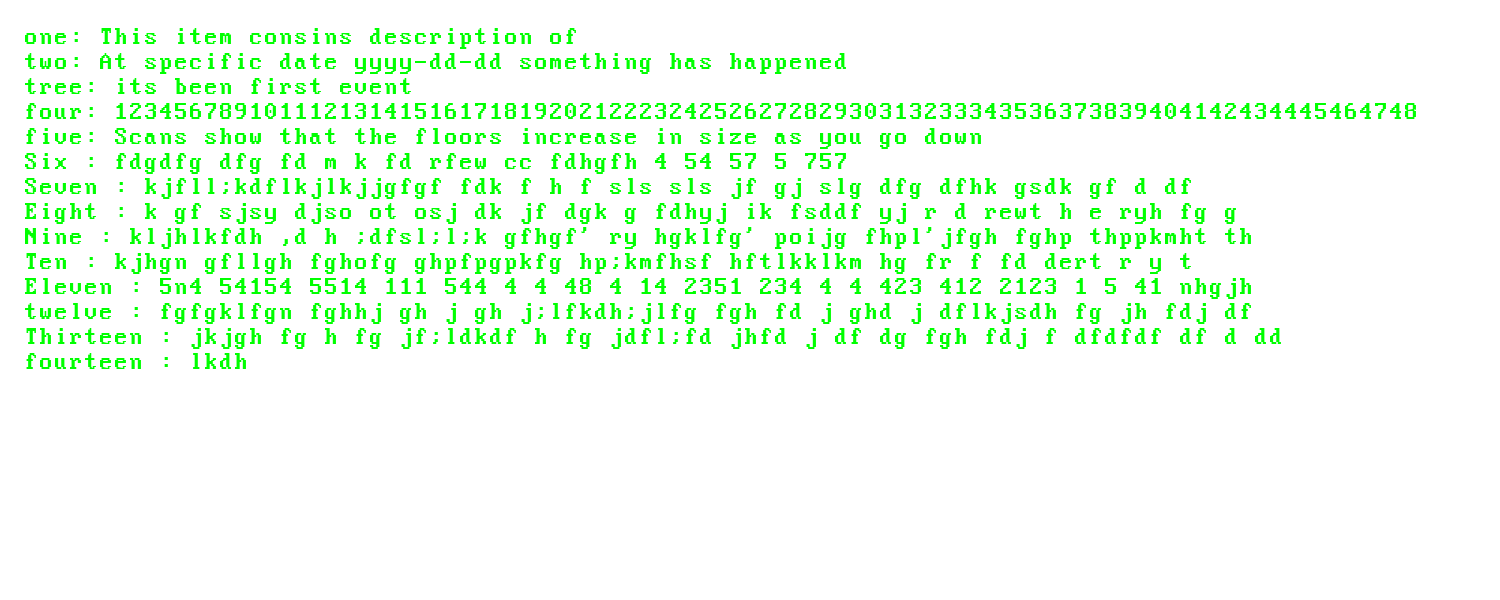 one: This item consins description of
two: At specific date yyyy-dd-dd something has happened
tree: its been first event
four: 123456789101112131415161718192021222324252627282930313233343536373839404142434445464748
five: Scans show that the floors increase in size as you go down
Six : fdgdfg dfg fd m k fd rfew cc fdhgfh 4 54 57 5 757
Seven : kjfll;kdflkjlkjjgfgf fdk f h f sls sls jf gj slg dfg dfhk gsdk gf d df
Eight : k gf sjsy djso ot osj dk jf dgk g fdhyj ik fsddf yj r d rewt h e ryh fg g
Nine : kljhlkfdh ,d h ;dfsl;l;k gfhgf' ry hgklfg' poijg fhpl'jfgh fghp thppkmht th
Ten : kjhgn gfllgh fghofg ghpfpgpkfg hp;kmfhsf hftlkklkm hg fr f fd dert r y t
Eleven : 5n4 54154 5514 111 544 4 4 48 4 14 2351 234 4 4 423 412 2123 1 5 41 nhgjh
twelve : fgfgklfgn fghhj gh j gh j;lfkdh;jlfg fgh fd j ghd j dflkjsdh fg jh fdj df
Thirteen : jkjgh fg h fg jf;ldkdf h fg jdfl;fd jhfd j df dg fgh fdj f dfdfdf df d dd
fourteen : lkdh